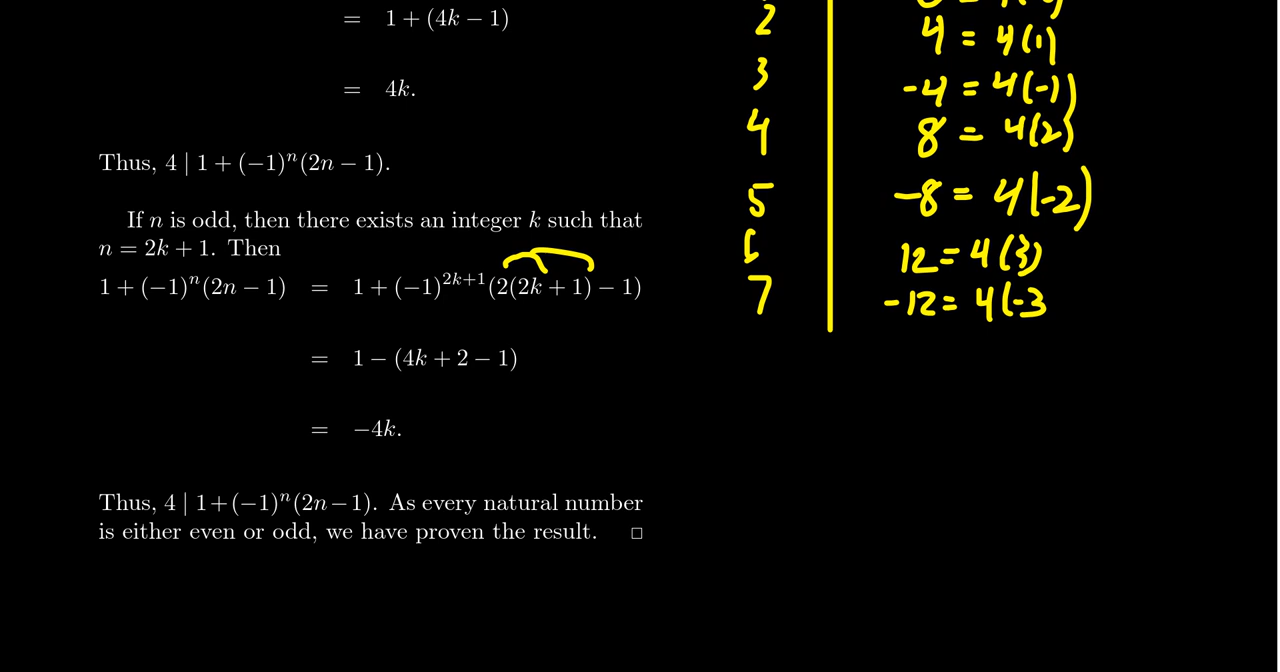 = 1 + (4k − 1)
= 4k.
Thus, 4 | 1 + (−1)ⁿ(2n − 1).
If n is odd, then there exists an integer k such that
n = 2k + 1. Then
1 + (−1)ⁿ(2n − 1) = 1 + (−1)²ᵏ⁺¹(2(2k + 1) − 1)
= 1 − (4k + 2 − 1)
= −4k.
Thus, 4 | 1+(−1)ⁿ(2n−1). As every natural number
is either even or odd, we have proven the result. □
2
4 = 4(1)
3 -4 = 4(-1)
4 8 = 4(2)
5 -8 = 4(-2)
6 12 = 4(3)
7 -12 = 4(-3